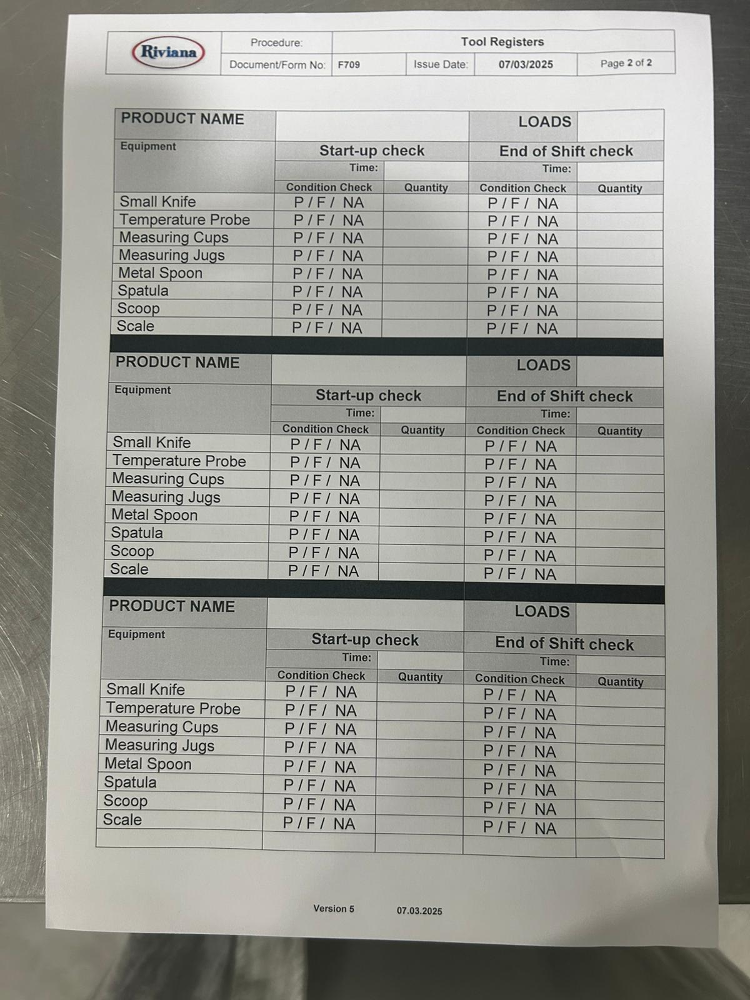 Riviana
Procedure: Tool Registers
Document/Form No: F709 Issue Date: 07/03/2025 Page 2 of 2
PRODUCT NAME LOADS
Equipment Start-up check End of Shift check
Time: Time:
Condition Check Quantity Condition Check Quantity
Small Knife P / F / NA P / F / NA
Temperature Probe P / F / NA P / F / NA
Measuring Cups P / F / NA P / F / NA
Measuring Jugs P / F / NA P / F / NA
Metal Spoon P / F / NA P / F / NA
Spatula P / F / NA P / F / NA
Scoop P / F / NA P / F / NA
Scale P / F / NA P / F / NA
PRODUCT NAME LOADS
Equipment Start-up check End of Shift check
Time: Time:
Condition Check Quantity Condition Check Quantity
Small Knife P / F / NA P / F / NA
Temperature Probe P / F / NA P / F / NA
Measuring Cups P / F / NA P / F / NA
Measuring Jugs P / F / NA P / F / NA
Metal Spoon P / F / NA P / F / NA
Spatula P / F / NA P / F / NA
Scoop P / F / NA P / F / NA
Scale P / F / NA P / F / NA
PRODUCT NAME LOADS
Equipment Start-up check End of Shift check
Time: Time:
Condition Check Quantity Condition Check Quantity
Small Knife P / F / NA P / F / NA
Temperature Probe P / F / NA P / F / NA
Measuring Cups P / F / NA P / F / NA
Measuring Jugs P / F / NA P / F / NA
Metal Spoon P / F / NA P / F / NA
Spatula P / F / NA P / F / NA
Scoop P / F / NA P / F / NA
Scale P / F / NA P / F / NA
Version 5 07.03.2025